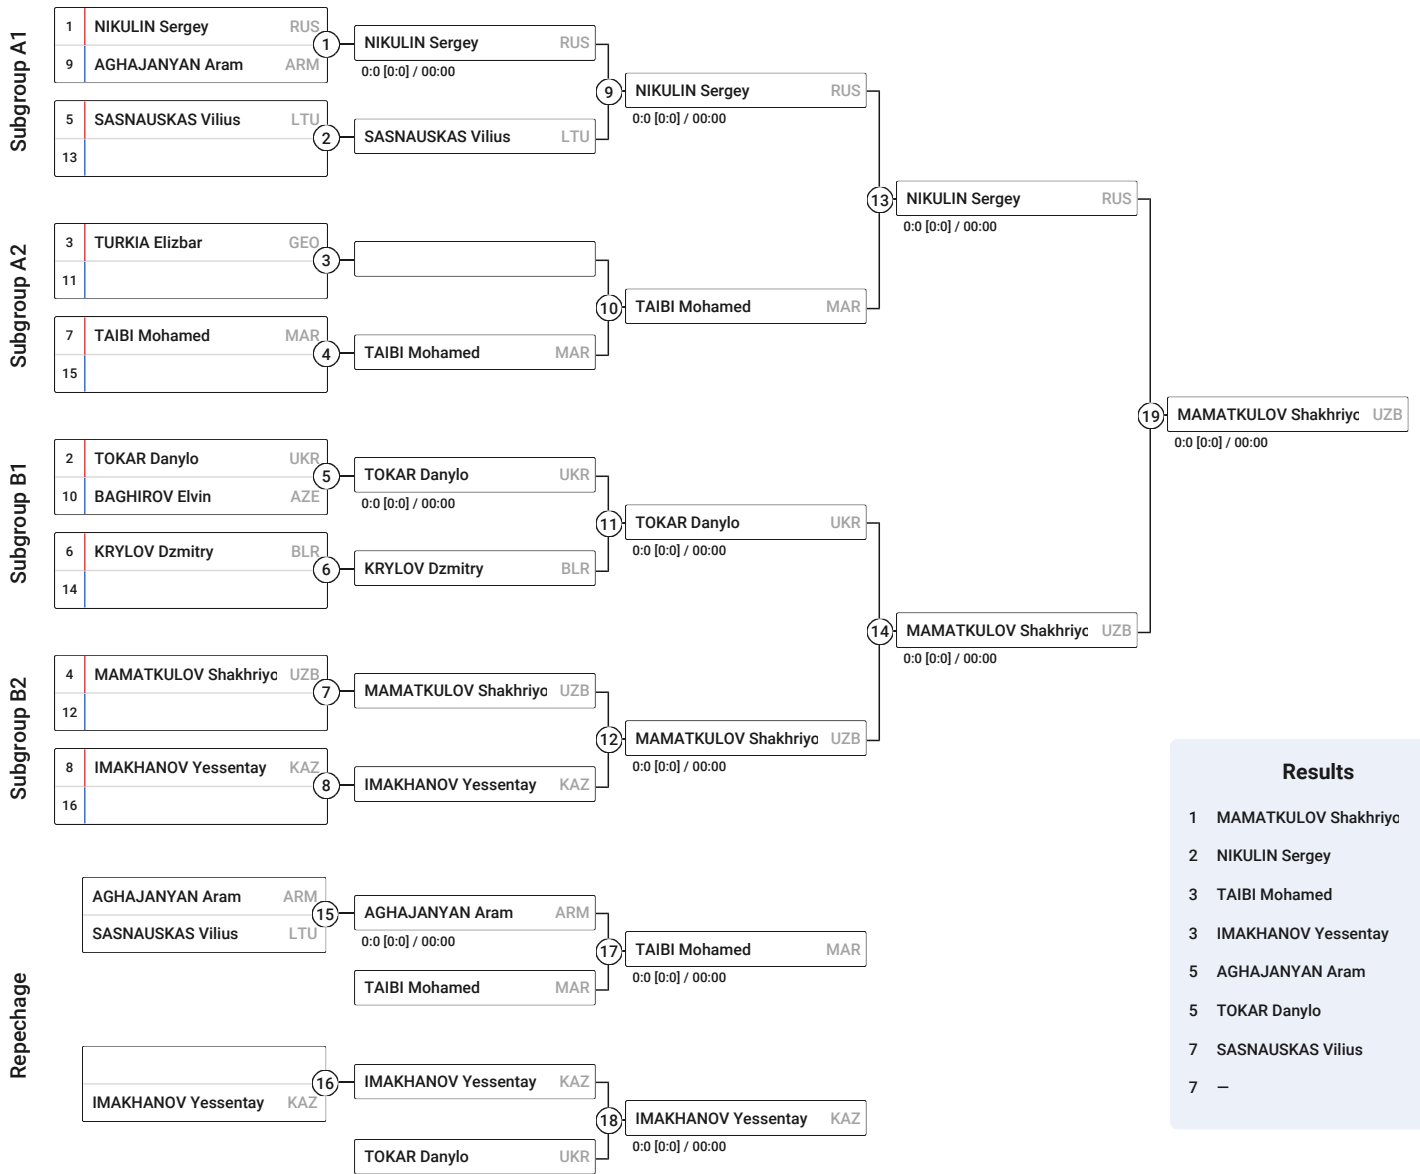 Subgroup A1
1 NIKULIN Sergey RUS
9 AGHAJANYAN Aram ARM
1
NIKULIN Sergey RUS
0:0 [0:0] / 00:00
5 SASNAUSKAS Vilius LTU
13
2
SASNAUSKAS Vilius LTU
9
NIKULIN Sergey RUS
0:0 [0:0] / 00:00
Subgroup A2
3 TURKIA Elizbar GEO
11
3
7 TAIBI Mohamed MAR
15
4
TAIBI Mohamed MAR
10
TAIBI Mohamed MAR
13
NIKULIN Sergey RUS
0:0 [0:0] / 00:00
Subgroup B1
2 TOKAR Danylo UKR
10 BAGHIROV Elvin AZE
5
TOKAR Danylo UKR
0:0 [0:0] / 00:00
6 KRYLOV Dzmitry BLR
14
6
KRYLOV Dzmitry BLR
11
TOKAR Danylo UKR
0:0 [0:0] / 00:00
Subgroup B2
4 MAMATKULOV Shakhriyo UZB
12
7
MAMATKULOV Shakhriyo UZB
8 IMAKHANOV Yessentay KAZ
16
8
IMAKHANOV Yessentay KAZ
12
MAMATKULOV Shakhriyo UZB
0:0 [0:0] / 00:00
14
MAMATKULOV Shakhriyo UZB
0:0 [0:0] / 00:00
19
MAMATKULOV Shakhriyo UZB
0:0 [0:0] / 00:00
Repechage
AGHAJANYAN Aram ARM
SASNAUSKAS Vilius LTU
15
AGHAJANYAN Aram ARM
0:0 [0:0] / 00:00
TAIBI Mohamed MAR
17
TAIBI Mohamed MAR
0:0 [0:0] / 00:00
IMAKHANOV Yessentay KAZ
16
IMAKHANOV Yessentay KAZ
TOKAR Danylo UKR
18
IMAKHANOV Yessentay KAZ
0:0 [0:0] / 00:00
Results
1 MAMATKULOV Shakhriyo
2 NIKULIN Sergey
3 TAIBI Mohamed
3 IMAKHANOV Yessentay
5 AGHAJANYAN Aram
5 TOKAR Danylo
7 SASNAUSKAS Vilius
7 —